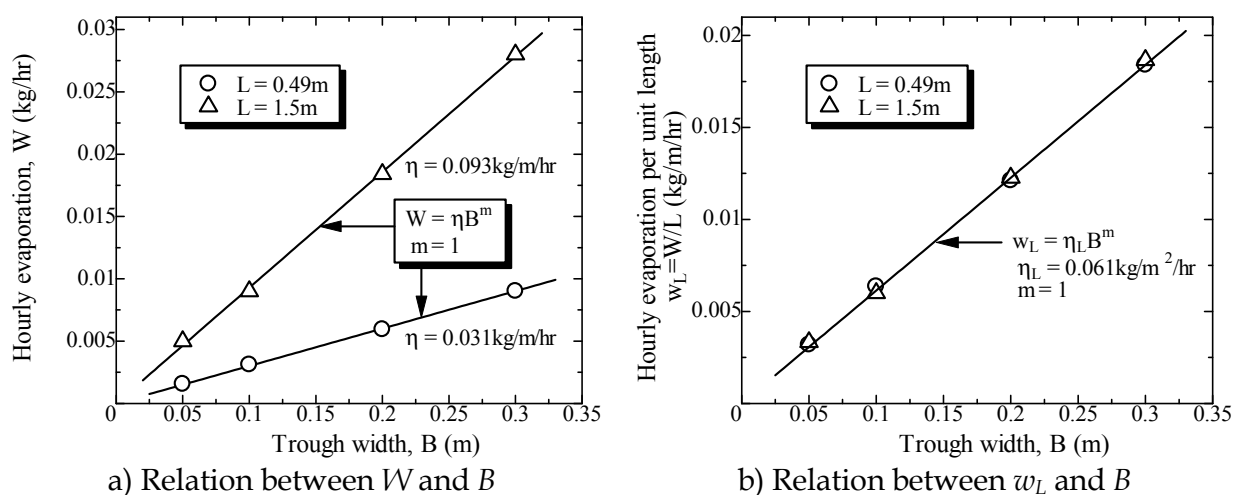 0.03
0.025
0.02
0.015
0.01
0.005
0
0.05
0.1
0.15
0.2
0.25
0.3
0.35
Hourly evaporation, W (kg/hr)
Trough width, B (m)
L = 0.49m
L = 1.5m
η = 0.093kg/m/hr
W = ηB^m
m = 1
η = 0.031kg/m/hr
a) Relation between W and B
0.02
0.015
0.01
0.005
0
0.05
0.1
0.15
0.2
0.25
0.3
0.35
Hourly evaporation per unit length
w_L=W/L (kg/m/hr)
Trough width, B (m)
L = 0.49m
L = 1.5m
w_L = η_L B^m
η_L = 0.061kg/m²/hr
m = 1
b) Relation between w_L and B